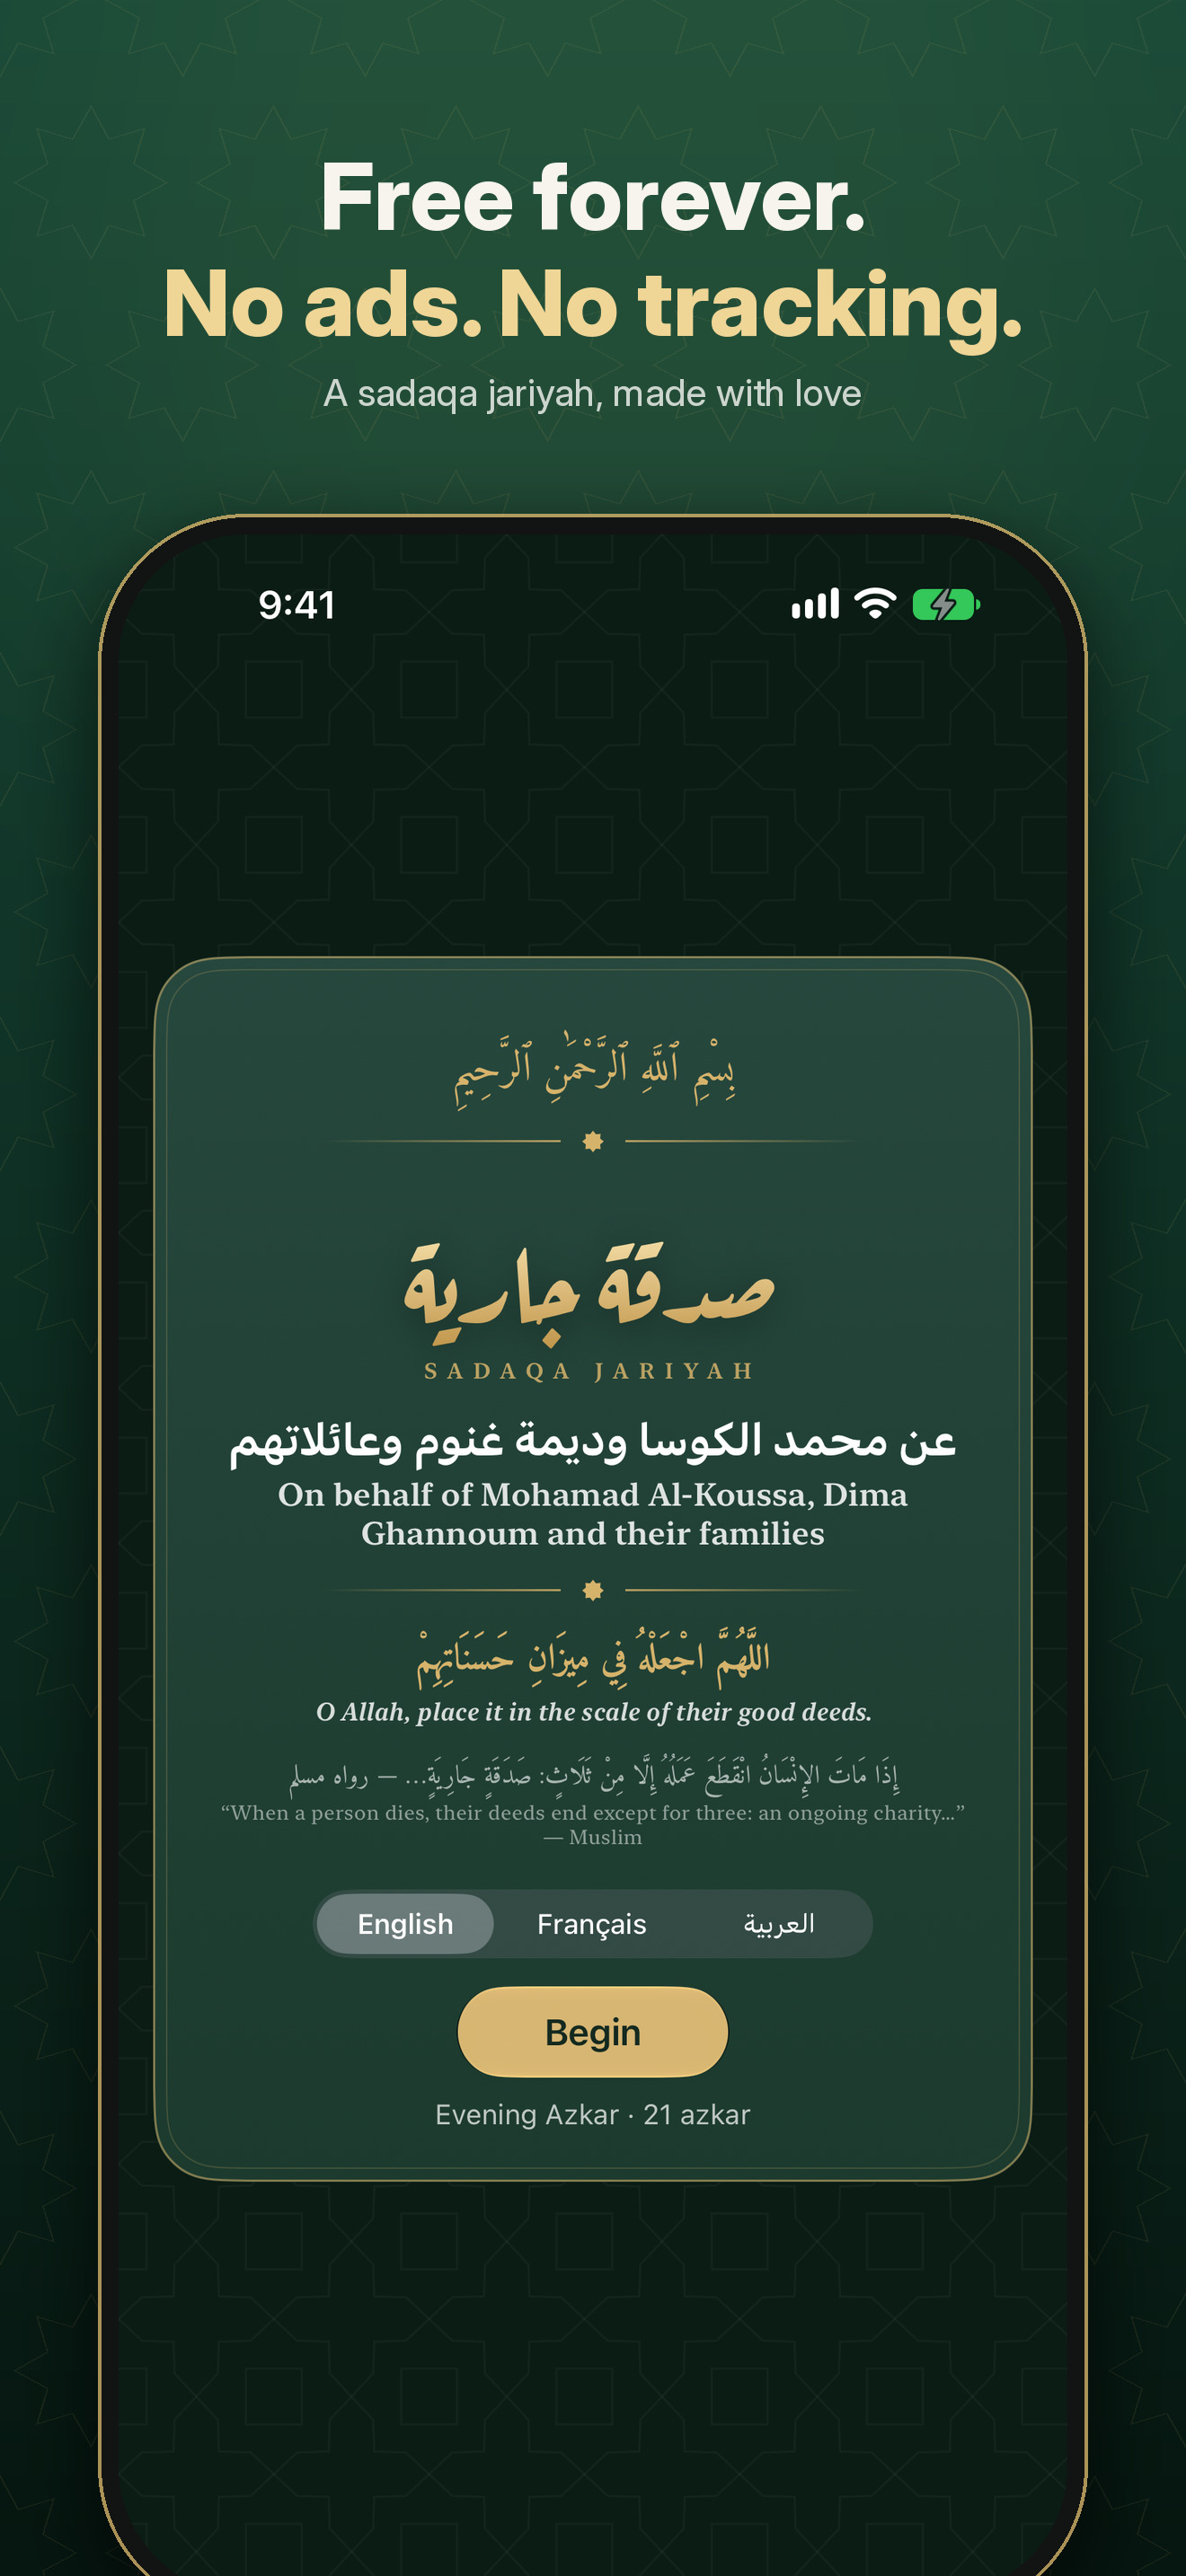 Free forever.
No ads. No tracking.
A sadaqa jariyah, made with love
9:41
بِسْمِ ٱللَّهِ ٱلرَّحْمَٰنِ ٱلرَّحِيمِ
صدقة جارية
SADAQA JARIYAH
عن محمد الكوسا وديمة غنوم وعائلاتهم
On behalf of Mohamad Al-Koussa, Dima
Ghannoum and their families
اللَّهُمَّ اجْعَلْهُ فِي مِيزَانِ حَسَنَاتِهِمْ
O Allah, place it in the scale of their good deeds.
إِذَا مَاتَ الإِنْسَانُ انْقَطَعَ عَمَلُهُ إِلَّا مِنْ ثَلَاثٍ: صَدَقَةٍ جَارِيَةٍ... — رواه مسلم
“When a person dies, their deeds end except for three: an ongoing charity...”
— Muslim
English Français العربية
Begin
Evening Azkar · 21 azkar